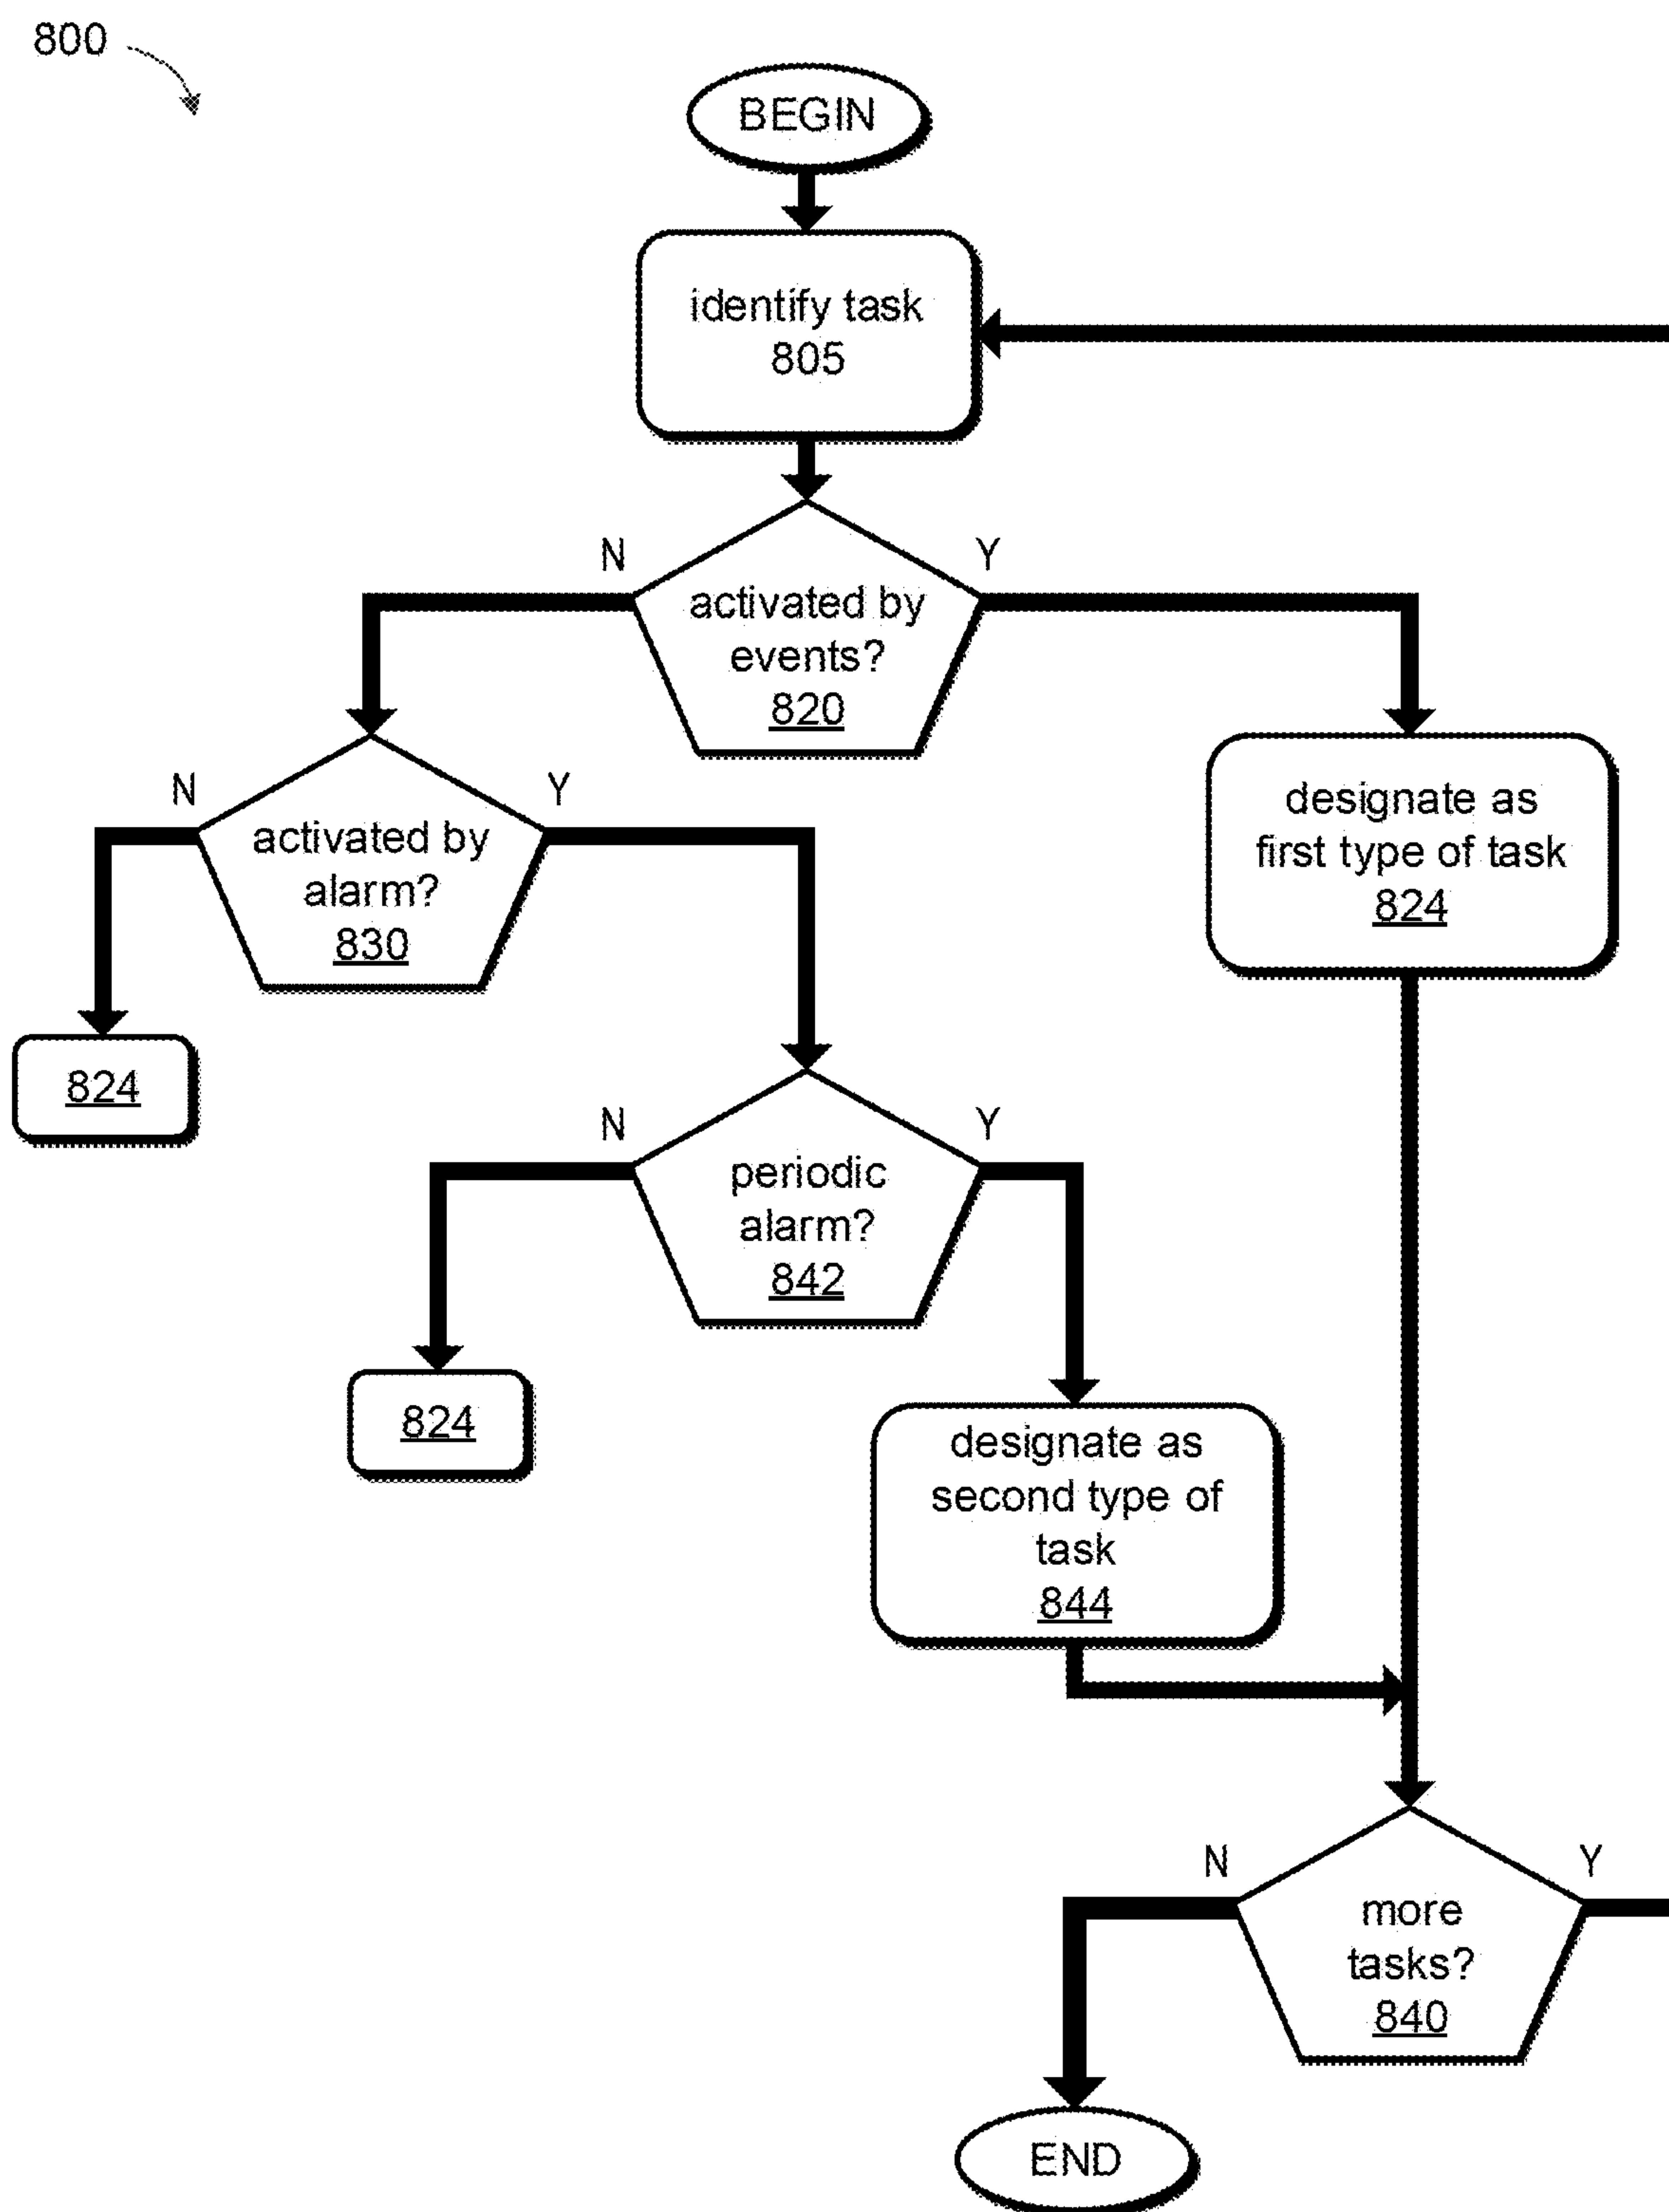 800
BEGIN
identify task
805
N
Y
activated by
events?
820
N
Y
activated by
alarm?
830
designate as
first type of task
824
824
N
Y
periodic
alarm?
842
824
designate as
second type of
task
844
N
Y
more
tasks?
840
END